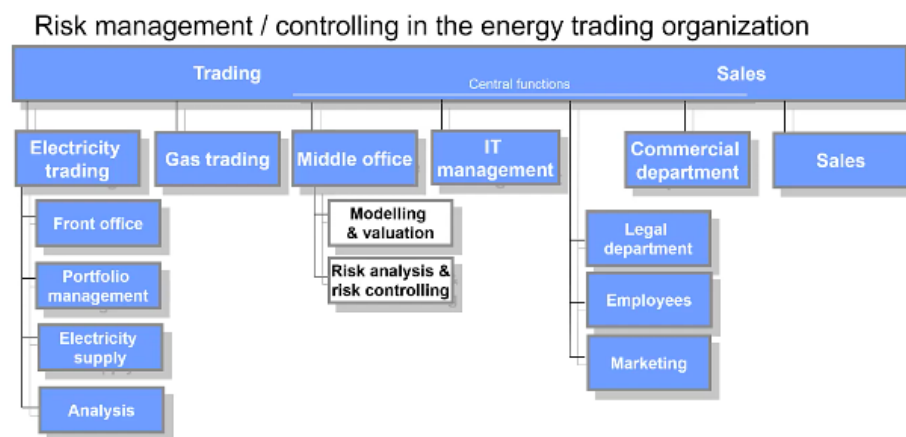 Risk management / controlling in the energy trading organization
Trading
Sales
Central functions
Electricity
trading
Gas trading
Middle office
IT
management
Commercial
department
Sales
Front office
Portfolio
management
Electricity
supply
Analysis
Modelling
& valuation
Risk analysis &
risk controlling
Legal
department
Employees
Marketing